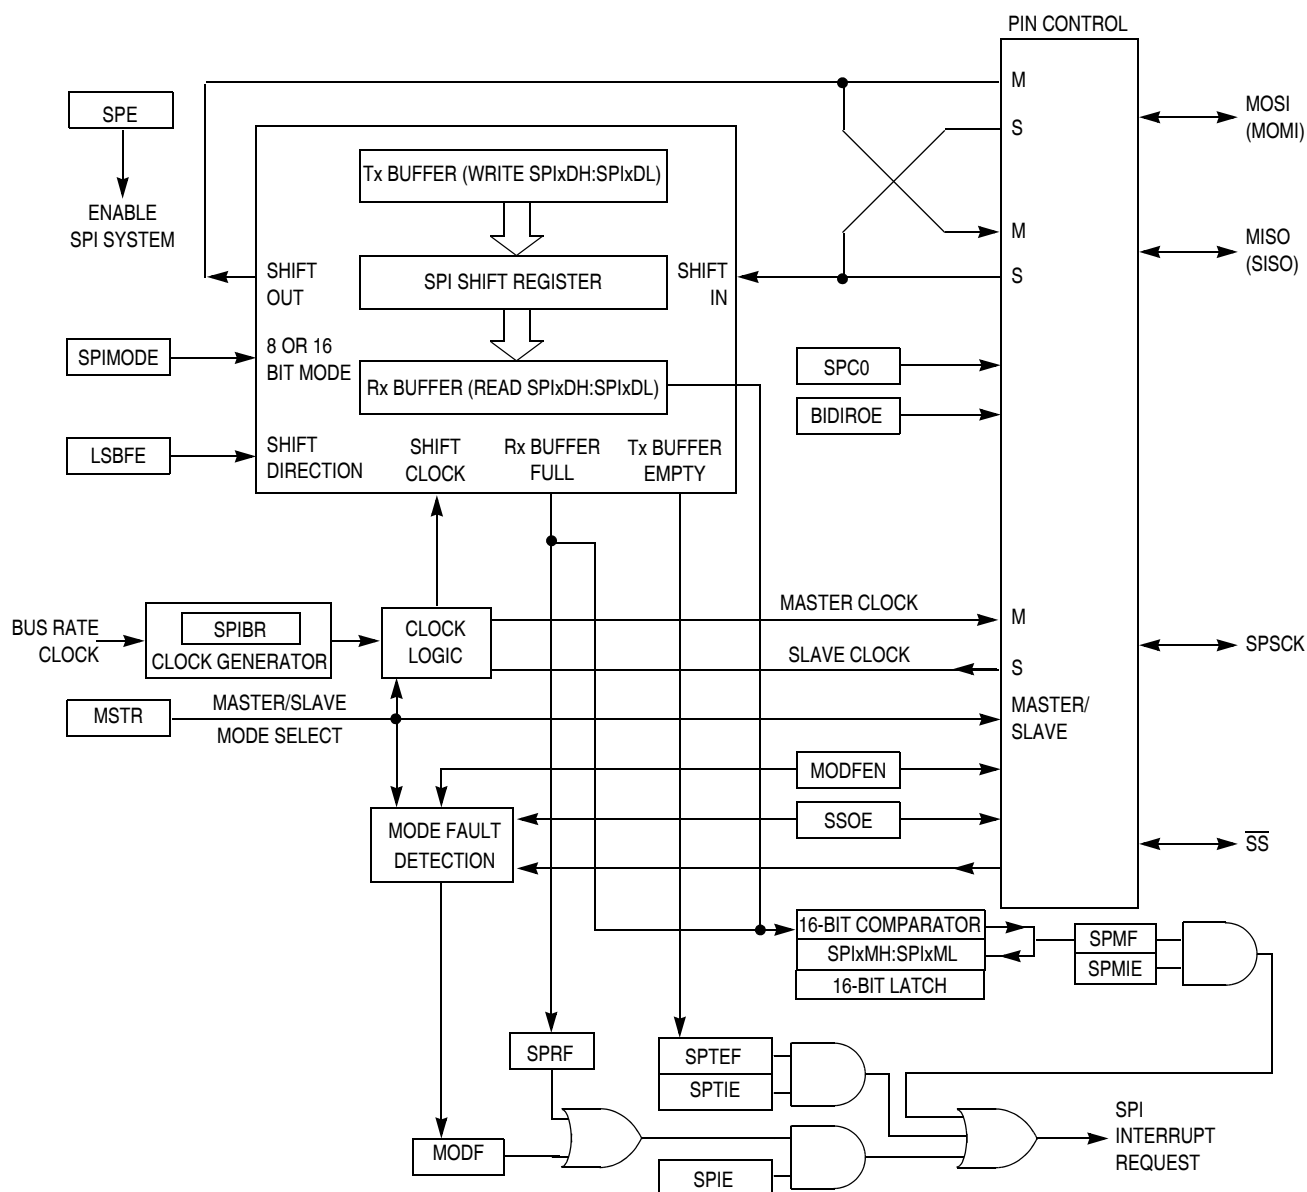 PIN CONTROL
M
SPE
MOSI
(MOMI)
S
Tx BUFFER (WRITE SPIxDH:SPIxDL)
ENABLE
SPI SYSTEM
M
MISO
(SISO)
SHIFT
OUT
SPI SHIFT REGISTER
SHIFT
IN
S
SPIMODE
8 OR 16
BIT MODE
Rx BUFFER (READ SPIxDH:SPIxDL)
SPC0
BIDIROE
LSBFE
SHIFT
DIRECTION
SHIFT
CLOCK
Rx BUFFER
FULL
Tx BUFFER
EMPTY
BUS RATE
CLOCK
SPIBR
CLOCK GENERATOR
CLOCK
LOGIC
MASTER CLOCK
M
SLAVE CLOCK
S
SPSCK
MSTR
MASTER/SLAVE
MODE SELECT
MASTER/
SLAVE
MODFEN
SSOE
MODE FAULT
DETECTION
SS
16-BIT COMPARATOR
SPIxMH:SPIxML
16-BIT LATCH
SPMF
SPMIE
SPRF
SPTEF
SPTIE
MODF
SPIE
SPI
INTERRUPT
REQUEST